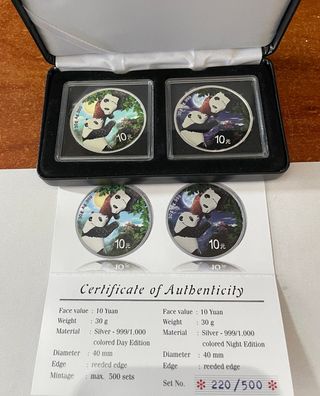 10元
10元
10元
10元
Certificate of Authenticity
Face value : 10 Yuan
Weight : 30 g
Material : Silver - 999/1.000
colored Day Edition
Diameter : 40 mm
Edge : reeded edge
Mintage : max. 500 sets
Face value : 10 Yuan
Weight : 30 g
Material : Silver - 999/1.000
colored Night Edition
Diameter : 40 mm
Edge : reeded edge
Set No. * 220/500 *